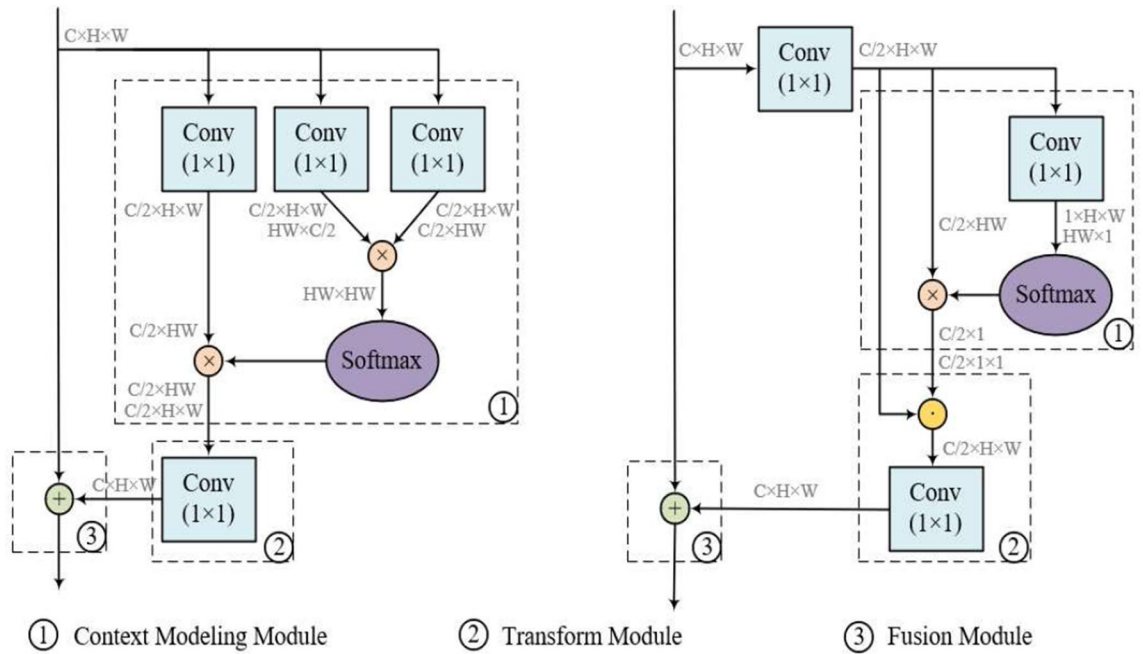 C×H×W
Conv
(1×1)
Conv
(1×1)
Conv
(1×1)
C/2×H×W
C/2×H×W
HW×C/2
C/2×H×W
C/2×HW
×
HW×HW
C/2×HW
×
Softmax
C/2×HW
C/2×H×W
1
Conv
(1×1)
C×H×W
+
3
2
C×H×W
Conv
(1×1)
C/2×H×W
Conv
(1×1)
C/2×HW
1×H×W
HW×1
×
Softmax
C/2×1
1
C/2×1×1
·
C/2×H×W
Conv
(1×1)
C×H×W
+
3
2
1 Context Modeling Module
2 Transform Module
3 Fusion Module